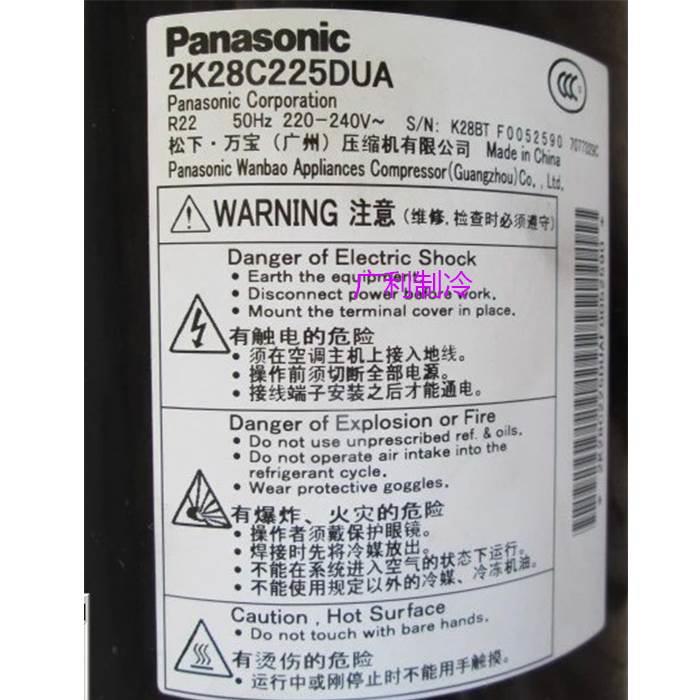 Panasonic
2K28C225DUA
Panasonic Corporation
R22 50Hz 220-240V~ S/N: K28BT F0052590 7077029C
松下·万宝（广州）压缩机有限公司 Made in China
Panasonic Wanbao Appliances Compressor(Guangzhou)Co.,Ltd.
WARNING 注意（维修.检查时必须遵守）
Danger of Electric Shock
• Earth the equipment.
• Disconnect power before work.
• Mount the terminal cover in place.
广利制冷
有触电的危险
• 须在空调主机上接入地线。
• 操作前须切断全部电源。
• 接线端子安装之后才能通电。
Danger of Explosion or Fire
• Do not use unprescribed ref. & oils.
• Do not operate air intake into the
refrigerant cycle.
• Wear protective goggles.
有爆炸、火灾的危险
• 操作者须戴保护眼镜。
• 焊接时先将冷媒放出。
• 不能在系统进入空气的状态下运行。
• 不能使用规定以外的冷媒、冷冻机油。
Caution , Hot Surface
• Do not touch with bare hands.
有烫伤的危险
• 运行中或刚停止时不能用手触摸。